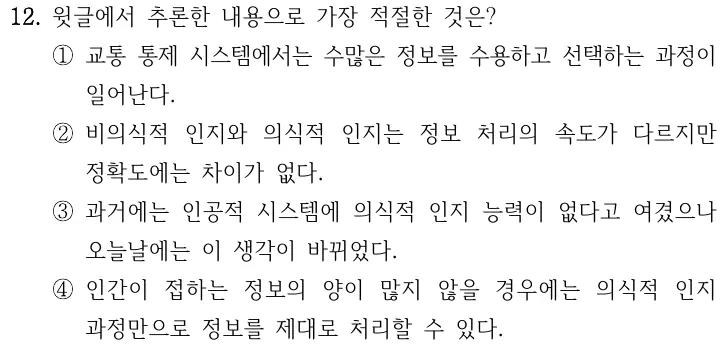 12. 윗글에서 추론한 내용으로 가장 적절한 것은?
① 교통 통제 시스템에서는 수많은 정보를 수용하고 선택하는 과정이
일어난다.
② 비의식적 인지와 의식적 인지는 정보 처리의 속도가 다르지만
정확도에는 차이가 없다.
③ 과거에는 인공적 시스템에 의식적 인지 능력이 없다고 여겼으나
오늘날에는 이 생각이 바뀌었다.
④ 인간이 접하는 정보의 양이 많지 않을 경우에는 의식적 인지
과정만으로 정보를 제대로 처리할 수 있다.